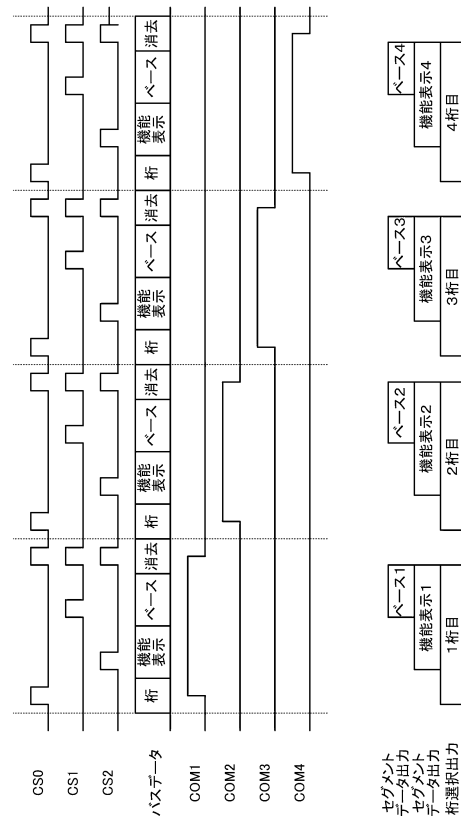 CS0
CS1
CS2
バスデータ
桁
機能
表示
ベース
消去
桁
機能
表示
ベース
消去
桁
機能
表示
ベース
消去
桁
機能
表示
ベース
消去
COM1
COM2
COM3
COM4
セグメント
データ出力
ベース1
ベース2
ベース3
ベース4
セグメント
データ出力
機能表示1
機能表示2
機能表示3
機能表示4
桁選択出力
1桁目
2桁目
3桁目
4桁目